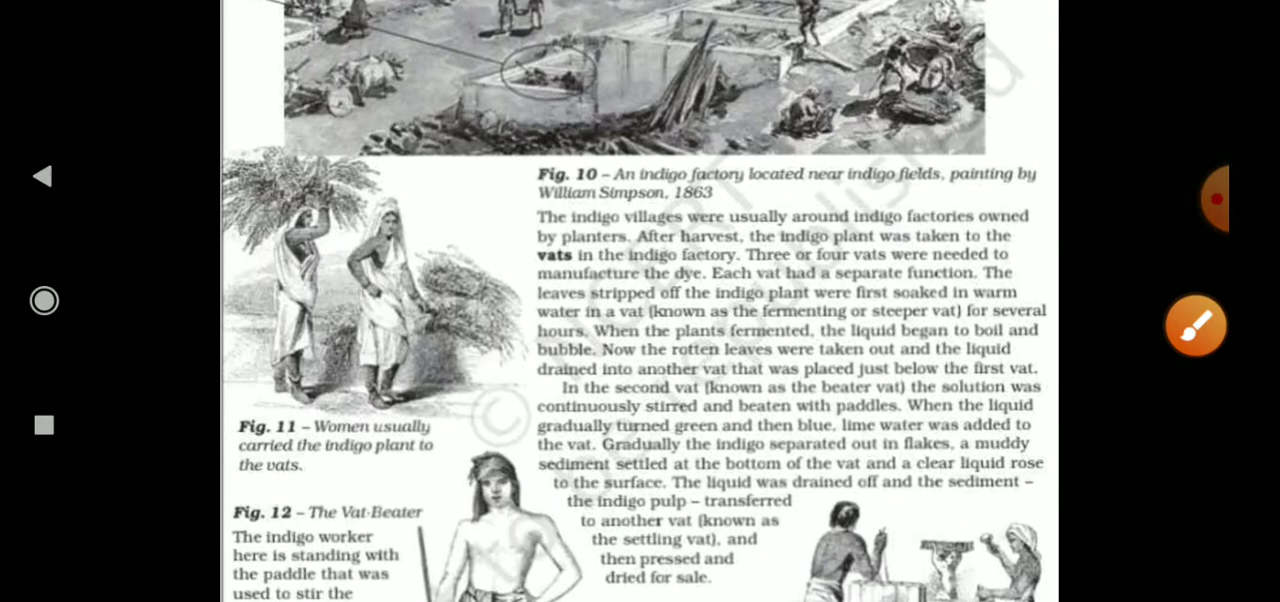 Fig. 10 – An indigo factory located near indigo fields, painting by
William Simpson, 1863
The indigo villages were usually around indigo factories owned
by planters. After harvest, the indigo plant was taken to the
vats in the indigo factory. Three or four vats were needed to
manufacture the dye. Each vat had a separate function. The
leaves stripped off the indigo plant were first soaked in warm
water in a vat (known as the fermenting or steeper vat) for several
hours. When the plants fermented, the liquid began to boil and
bubble. Now the rotten leaves were taken out and the liquid
drained into another vat that was placed just below the first vat.
In the second vat (known as the beater vat) the solution was
continuously stirred and beaten with paddles. When the liquid
gradually turned green and then blue, lime water was added to
the vat. Gradually the indigo separated out in flakes, a muddy
sediment settled at the bottom of the vat and a clear liquid rose
to the surface. The liquid was drained off and the sediment –
the indigo pulp – transferred
to another vat (known as
the settling vat), and
then pressed and
dried for sale.
Fig. 11 – Women usually
carried the indigo plant to
the vats.
Fig. 12 – The Vat-Beater
The indigo worker
here is standing with
the paddle that was
used to stir the